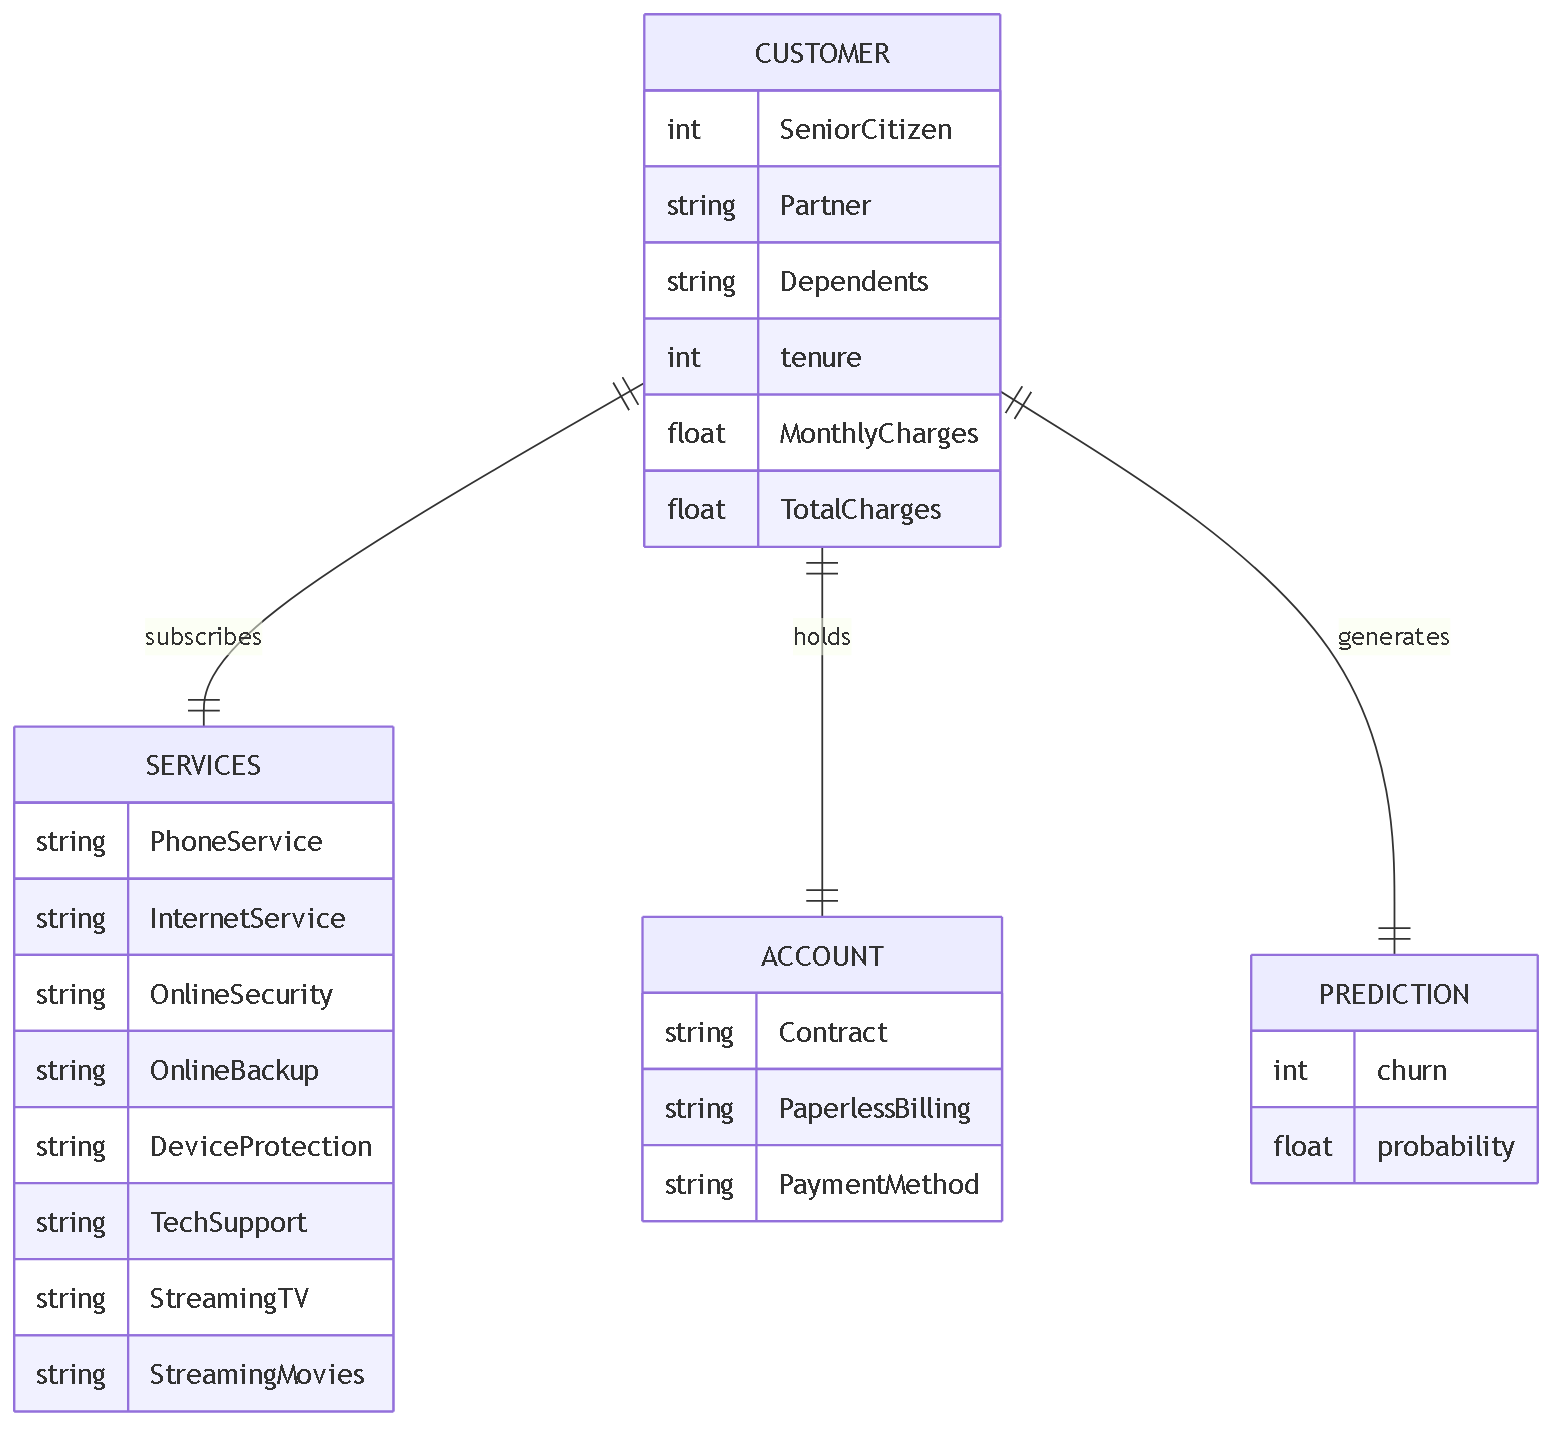 CUSTOMER
int SeniorCitizen
string Partner
string Dependents
int tenure
float MonthlyCharges
float TotalCharges
subscribes
holds
generates
SERVICES
string PhoneService
string InternetService
string OnlineSecurity
string OnlineBackup
string DeviceProtection
string TechSupport
string StreamingTV
string StreamingMovies
ACCOUNT
string Contract
string PaperlessBilling
string PaymentMethod
PREDICTION
int churn
float probability